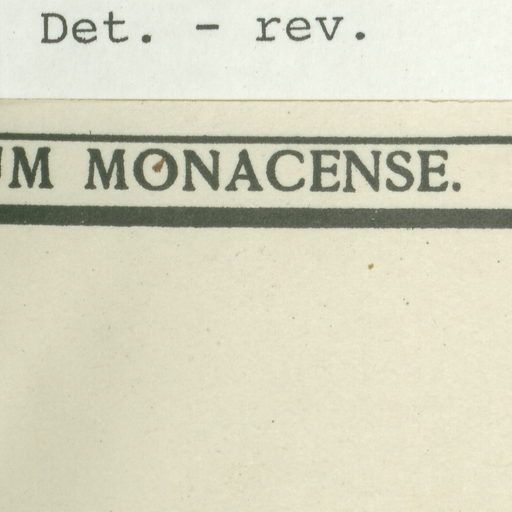 Det. - rev.
UM MONACENSE.